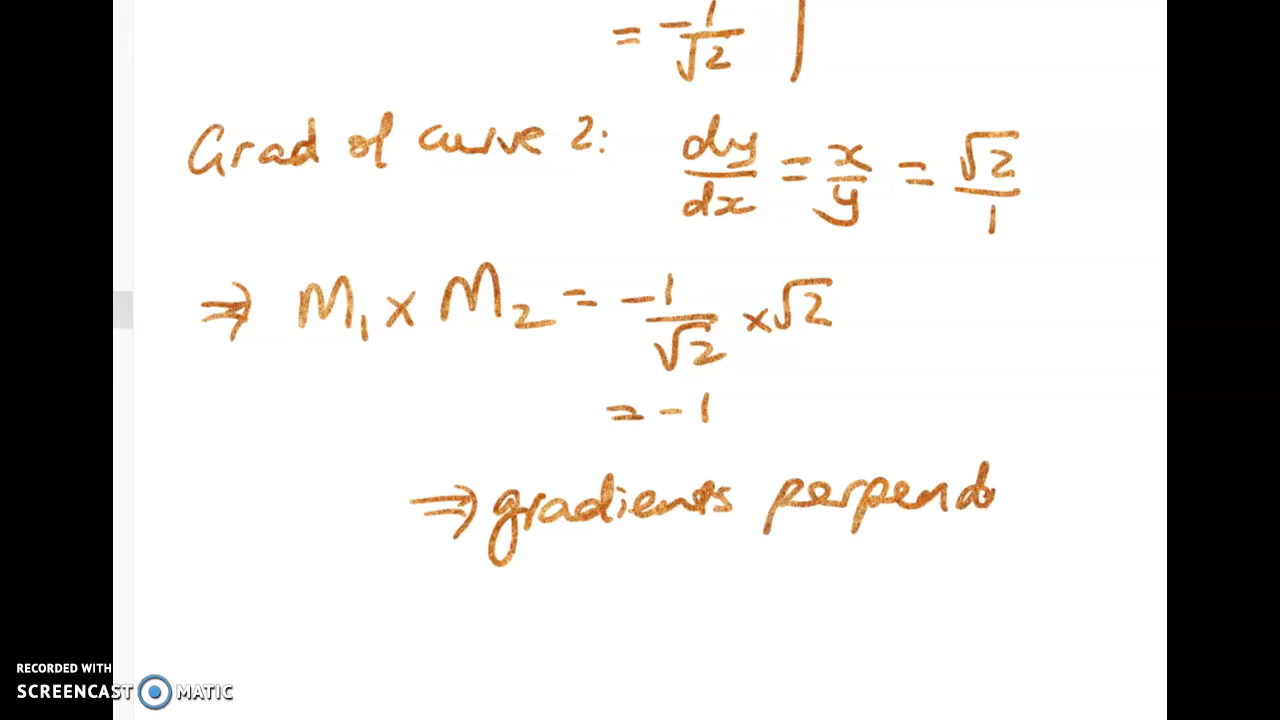 = -1/√2
Grad of curve 2: dy/dx = x/y = √2/1
⇒ M₁ × M₂ = -1/√2 × √2
= -1
⇒ gradients perpend
RECORDED WITH
SCREENCAST MATIC